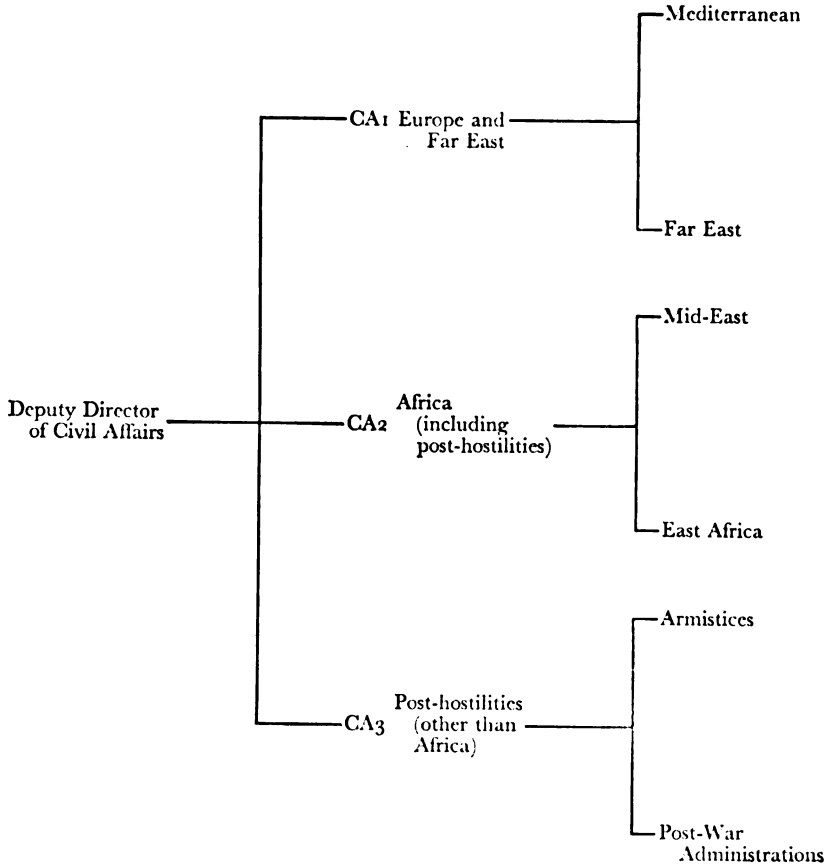 Mediterranean
CA1 Europe and
Far East
Far East
Mid-East
Deputy Director
of Civil Affairs
CA2 Africa
(including
post-hostilities)
East Africa
Armistices
CA3 Post-hostilities
(other than
Africa)
Post-War
Administrations